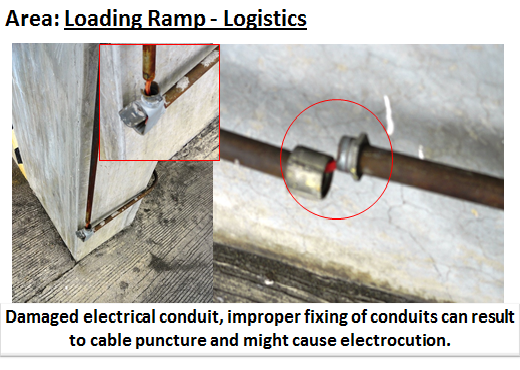 Area: Loading Ramp - Logistics
Damaged electrical conduit, improper fixing of conduits can result
to cable puncture and might cause electrocution.